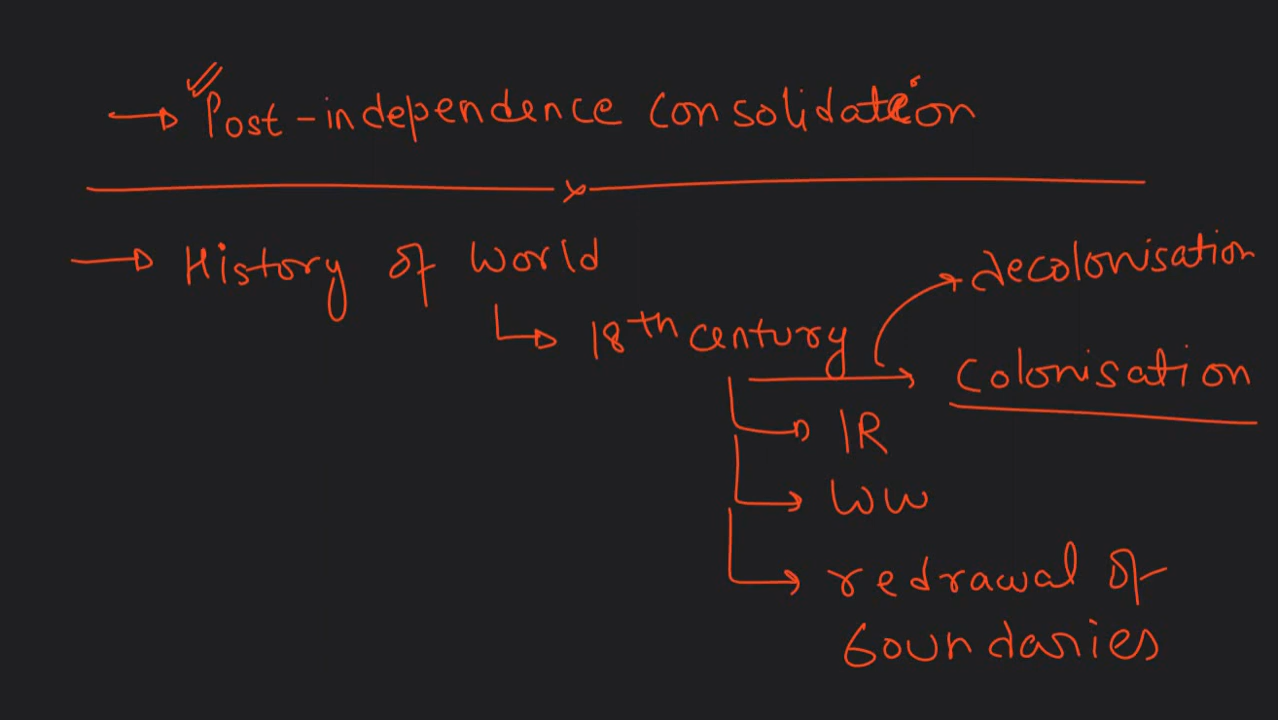 → Post-independence consolidation
→ History of world
↳ 18th century
decolonisation
→ colonisation
→ IR
→ WW
→ redrawal of
boundaries